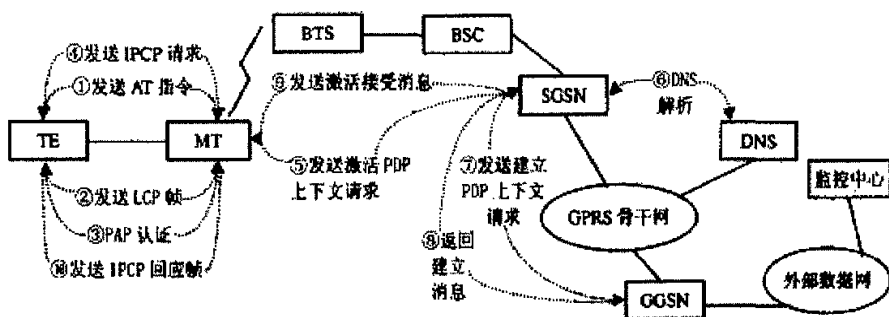 BTS
BSC
④发送 IPCP 请求
①发送 AT 指令
⑨发送激活接受消息
SGSN
⑥DNS
解析
TE
MT
DNS
⑤发送激活 PDP
上下文请求
⑦发送建立
PDP 上下文
请求
监控中心
②发送 LCP 帧
③PAP 认证
⑩发送 IPCP 回应帧
GPRS 骨干网
⑧返回
建立
消息
GGSN
外部数据网